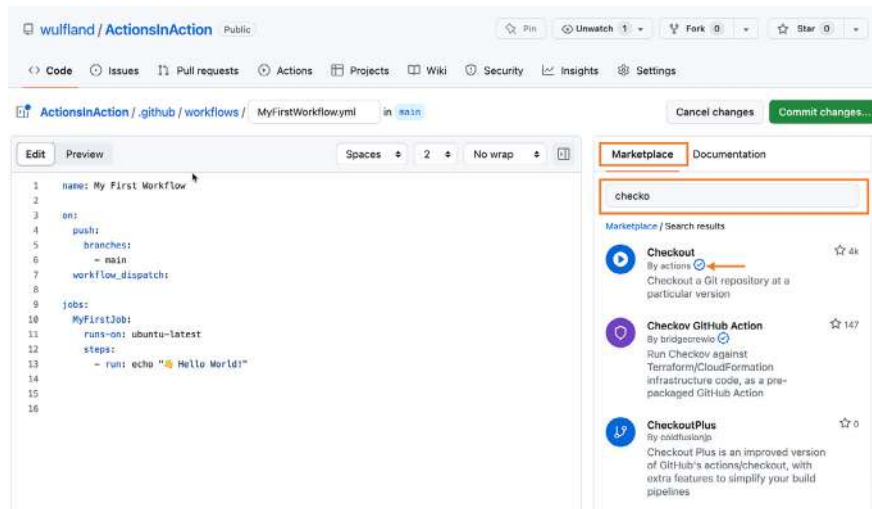 wulfland / ActionsInAction Public
Pin Unwatch 1 Fork 0 Star 0
Code Issues Pull requests Actions Projects Wiki Security Insights Settings
ActionsInAction / .github / workflows / MyFirstWorkflow.yml in main Cancel changes Commit changes...
Edit Preview Spaces 2 No wrap
1 name: My First Workflow
2
3 on:
4 push:
5 branches:
6 - main
7 workflow_dispatch:
8
9 jobs:
10 MyFirstJob:
11 runs-on: ubuntu-latest
12 steps:
13 - run: echo "👋 Hello World!"
14
15
16
Marketplace Documentation
checko
Marketplace / Search results
Checkout 4k
By actions
Checkout a Git repository at a
particular version
Checkov GitHub Action 147
By bridgecrewio
Run Checkov against
Terraform/CloudFormation
infrastructure code, as a pre-
packaged GitHub Action
CheckoutPlus 0
By coldfusionjp
Checkout Plus is an improved version
of GitHub's actions/checkout, with
extra features to simplify your build
pipelines